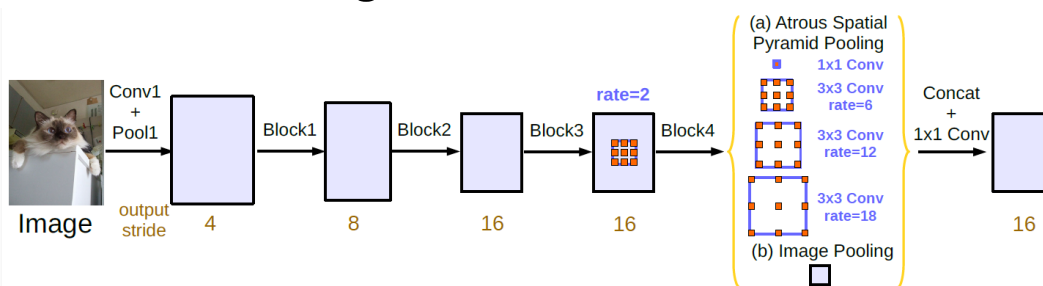 Conv1
+
Pool1
Image
output
stride
4
Block1
8
Block2
16
Block3
rate=2
16
Block4
(a) Atrous Spatial
Pyramid Pooling
1x1 Conv
3x3 Conv
rate=6
3x3 Conv
rate=12
3x3 Conv
rate=18
(b) Image Pooling
Concat
+
1x1 Conv
16